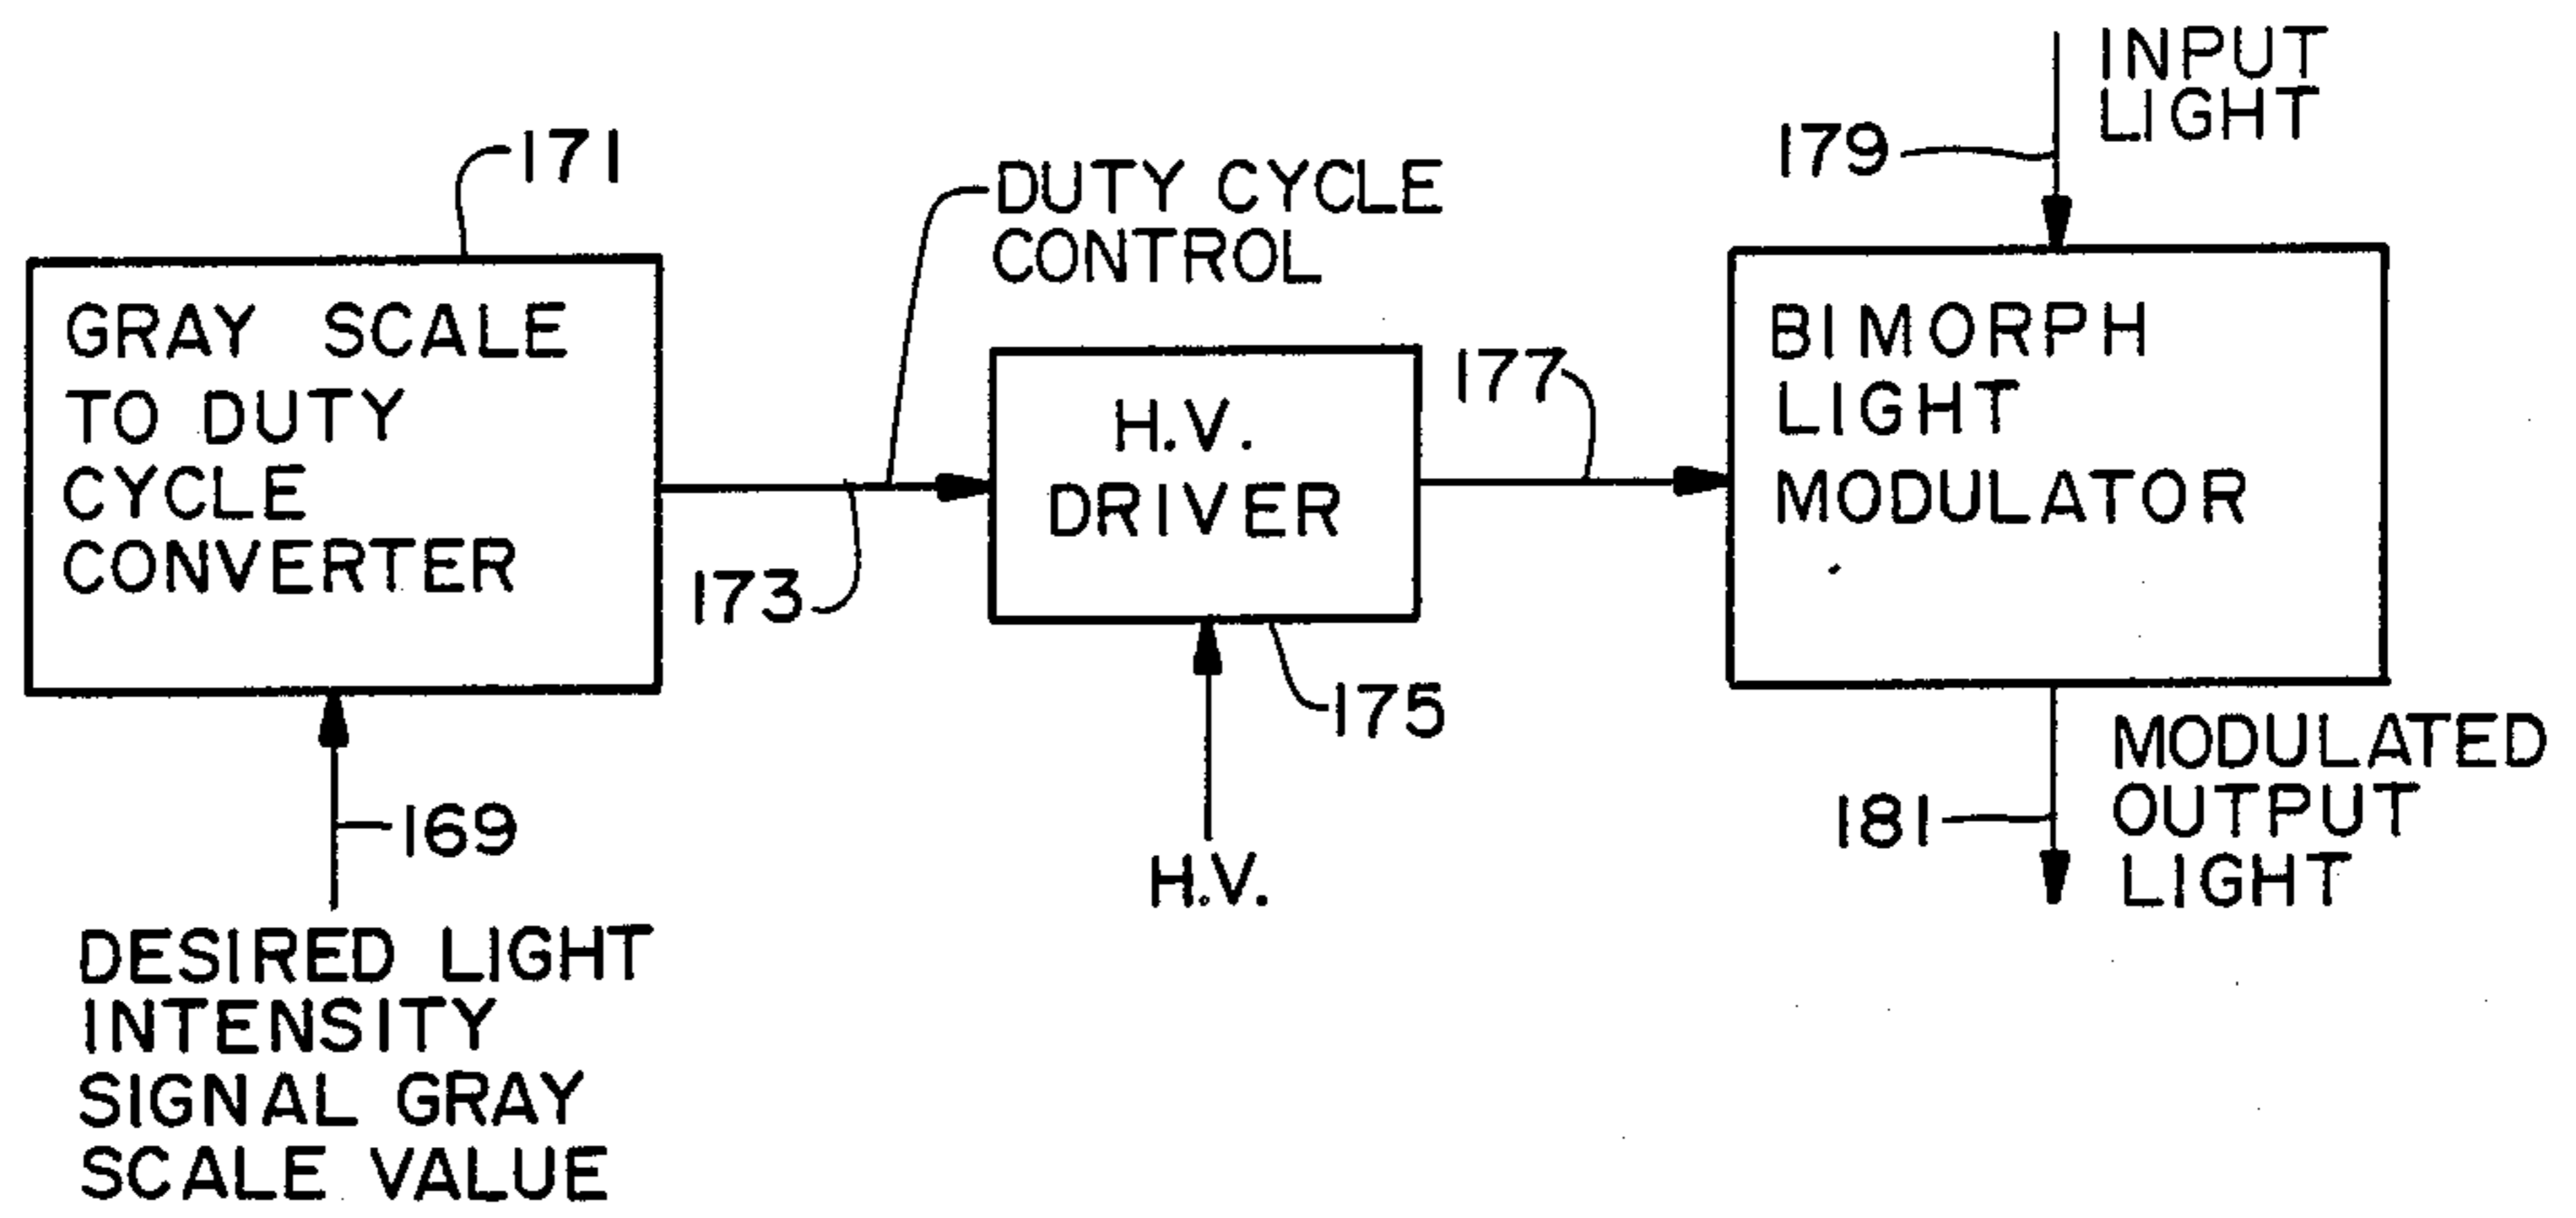 171
GRAY SCALE
TO DUTY
CYCLE
CONVERTER
169
DESIRED LIGHT
INTENSITY
SIGNAL GRAY
SCALE VALUE
DUTY CYCLE
CONTROL
173
H.V.
DRIVER
175
H.V.
177
INPUT
LIGHT
179
BIMORPH
LIGHT
MODULATOR
181
MODULATED
OUTPUT
LIGHT